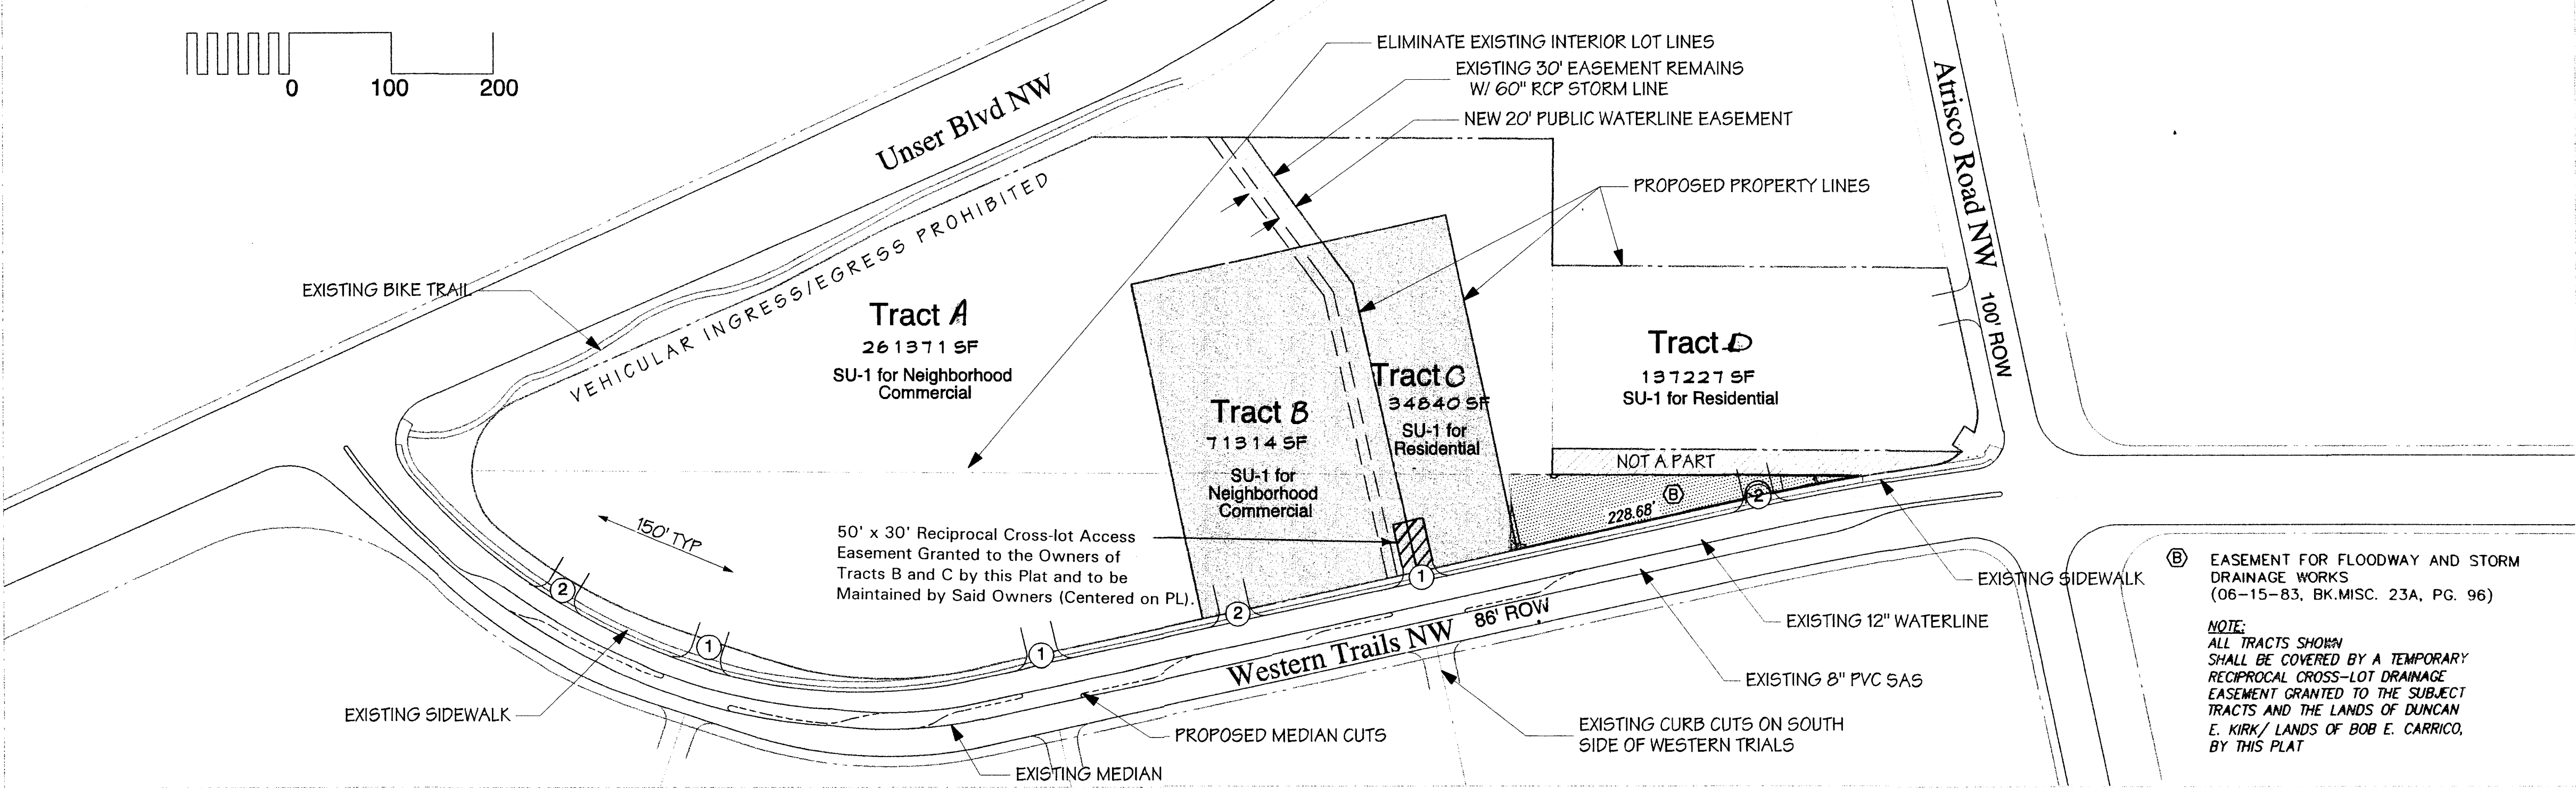 0 100 200
Unser Blvd NW
ELIMINATE EXISTING INTERIOR LOT LINES
EXISTING 30' EASEMENT REMAINS
W/ 60" RCP STORM LINE
NEW 20' PUBLIC WATERLINE EASEMENT
PROPOSED PROPERTY LINES
Atrisco Road NW
100' ROW
EXISTING BIKE TRAIL
VEHICULAR INGRESS/EGRESS PROHIBITED
Tract A
261371 SF
SU-1 for Neighborhood
Commercial
Tract B
71314 SF
SU-1 for
Neighborhood
Commercial
Tract C
34840 SF
SU-1 for
Residential
Tract D
137227 SF
SU-1 for Residential
NOT A PART
B
2
228.68'
150' TYP
50' x 30' Reciprocal Cross-lot Access
Easement Granted to the Owners of
Tracts B and C by this Plat and to be
Maintained by Said Owners (Centered on PL).
2
1
1
2
1
Western Trails NW
86' ROW
EXISTING SIDEWALK
EXISTING 12" WATERLINE
EXISTING 8" PVC SAS
EXISTING SIDEWALK
PROPOSED MEDIAN CUTS
EXISTING MEDIAN
EXISTING CURB CUTS ON SOUTH
SIDE OF WESTERN TRIALS
B EASEMENT FOR FLOODWAY AND STORM
DRAINAGE WORKS
(06-15-83, BK.MISC. 23A, PG. 96)
NOTE:
ALL TRACTS SHOWN
SHALL BE COVERED BY A TEMPORARY
RECIPROCAL CROSS-LOT DRAINAGE
EASEMENT GRANTED TO THE SUBJECT
TRACTS AND THE LANDS OF DUNCAN
E. KIRK/ LANDS OF BOB E. CARRICO,
BY THIS PLAT